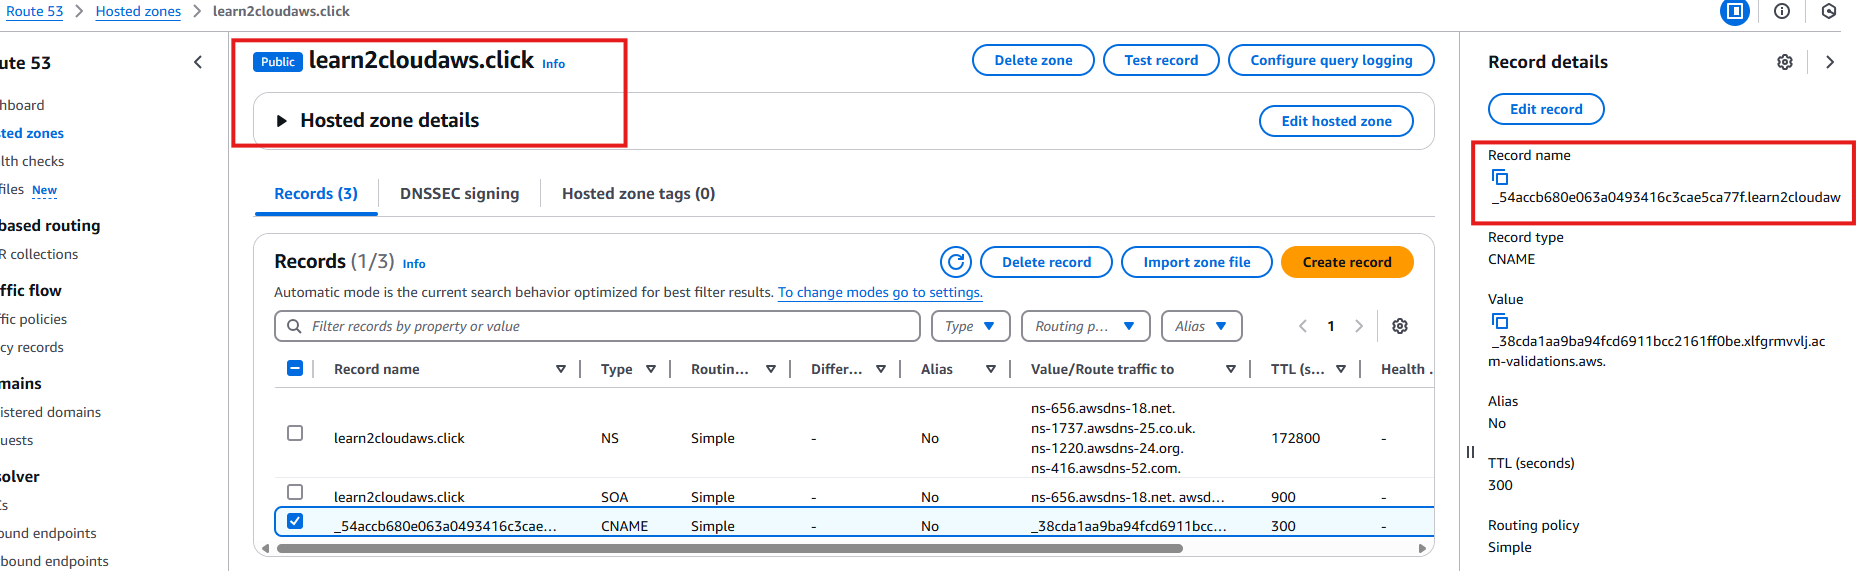 Route 53 > Hosted zones > learn2cloudaws.click
ute 53
hboard
ted zones
lth checks
files New
based routing
R collections
ffic flow
fic policies
cy records
mains
istered domains
uests
solver
Cs
ound endpoints
bound endpoints
Public learn2cloudaws.click Info
Delete zone
Test record
Configure query logging
Hosted zone details
Edit hosted zone
Records (3)
DNSSEC signing
Hosted zone tags (0)
Records (1/3) Info
Delete record
Import zone file
Create record
Automatic mode is the current search behavior optimized for best filter results. To change modes go to settings.
Filter records by property or value
Type
Routing p...
Alias
1
Record name Type Routin... Differ... Alias Value/Route traffic to TTL (s... Health .
learn2cloudaws.click NS Simple - No ns-656.awsdns-18.net. 172800 -
ns-1737.awsdns-25.co.uk.
ns-1220.awsdns-24.org.
ns-416.awsdns-52.com.
learn2cloudaws.click SOA Simple - No ns-656.awsdns-18.net. awsd... 900 -
_54accb680e063a0493416c3cae... CNAME Simple - No _38cda1aa9ba94fcd6911bcc... 300 -
Record details
Edit record
Record name
_54accb680e063a0493416c3cae5ca77f.learn2cloudaw
Record type
CNAME
Value
_38cda1aa9ba94fcd6911bcc2161ff0be.xlfgrmvvlj.ac
m-validations.aws.
Alias
No
TTL (seconds)
300
Routing policy
Simple